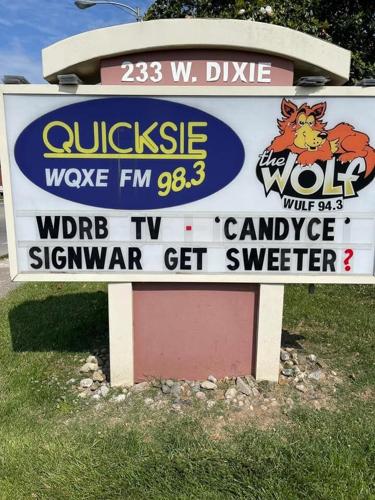 233 W. DIXIE
QUICKSIE
WQXE FM 98.3
the
WOLF
WULF 94.3
WDRB TV - 'CANDYCE'
SIGNWAR GET SWEETER?